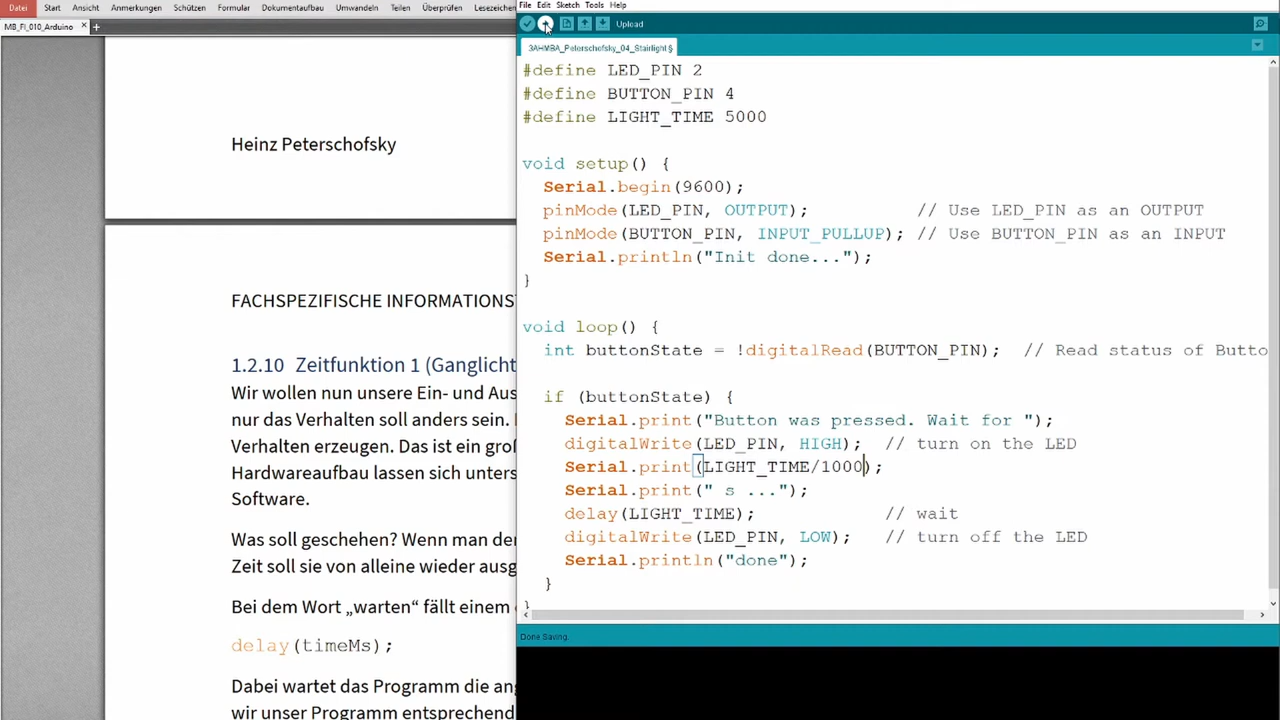 Datei Start Ansicht Anmerkungen Schützen Formular Dokumentaufbau Umwandeln Teilen Überprüfen Lesezeichen
MB_FI_010_Arduino × +
Heinz Peterschofsky
FACHSPEZIFISCHE INFORMATIONST
1.2.10 Zeitfunktion 1 (Ganglicht
Wir wollen nun unsere Ein- und Aus
nur das Verhalten soll anders sein.
Verhalten erzeugen. Das ist ein gro
Hardwareaufbau lassen sich unters
Software.
Was soll geschehen? Wenn man der
Zeit soll sie von alleine wieder ausg
Bei dem Wort „warten“ fällt einem
delay(timeMs);
Dabei wartet das Programm die ang
wir unser Programm entsprechend
File Edit Sketch Tools Help
Upload
3AHMBA_Peterschofsky_04_Stairlight §
#define LED_PIN 2
#define BUTTON_PIN 4
#define LIGHT_TIME 5000
void setup() {
Serial.begin(9600);
pinMode(LED_PIN, OUTPUT); // Use LED_PIN as an OUTPUT
pinMode(BUTTON_PIN, INPUT_PULLUP); // Use BUTTON_PIN as an INPUT
Serial.println("Init done...");
}
void loop() {
int buttonState = !digitalRead(BUTTON_PIN); // Read status of Butto
if (buttonState) {
Serial.print("Button was pressed. Wait for ");
digitalWrite(LED_PIN, HIGH); // turn on the LED
Serial.print(LIGHT_TIME/1000);
Serial.print(" s ...");
delay(LIGHT_TIME); // wait
digitalWrite(LED_PIN, LOW); // turn off the LED
Serial.println("done");
}
}
Done Saving.